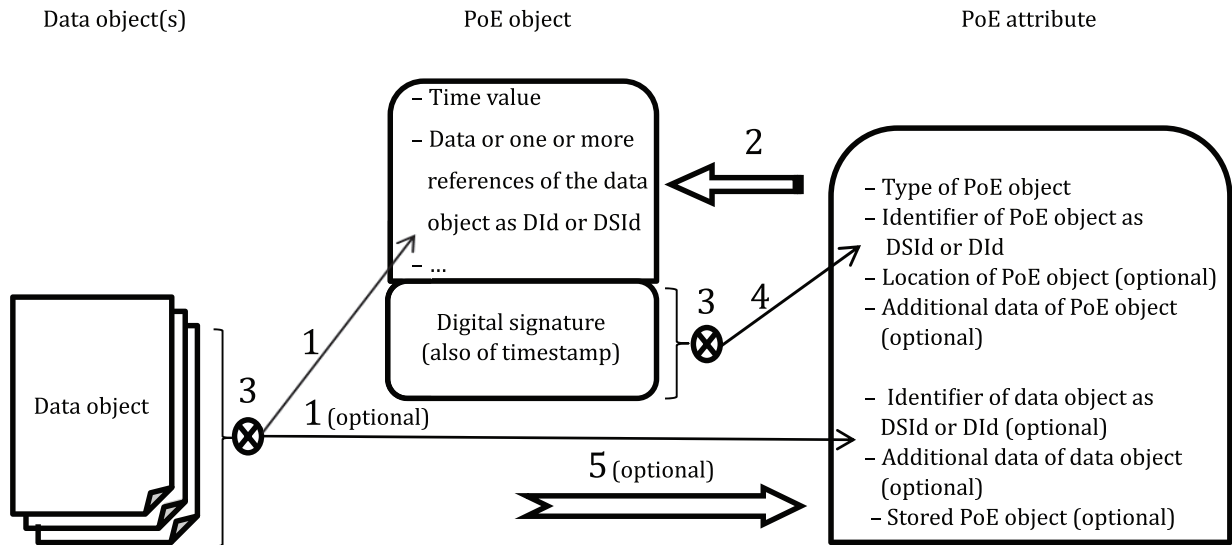 Data object(s)
PoE object
PoE attribute
– Time value
– Data or one or more
references of the data
object as DId or DSId
– ...
Digital signature
(also of timestamp)
2
– Type of PoE object
– Identifier of PoE object as
DSId or DId
– Location of PoE object (optional)
– Additional data of PoE object
(optional)
– Identifier of data object as
DSId or DId (optional)
– Additional data of data object
(optional)
– Stored PoE object (optional)
3
4
1
3
Data object
1 (optional)
5 (optional)